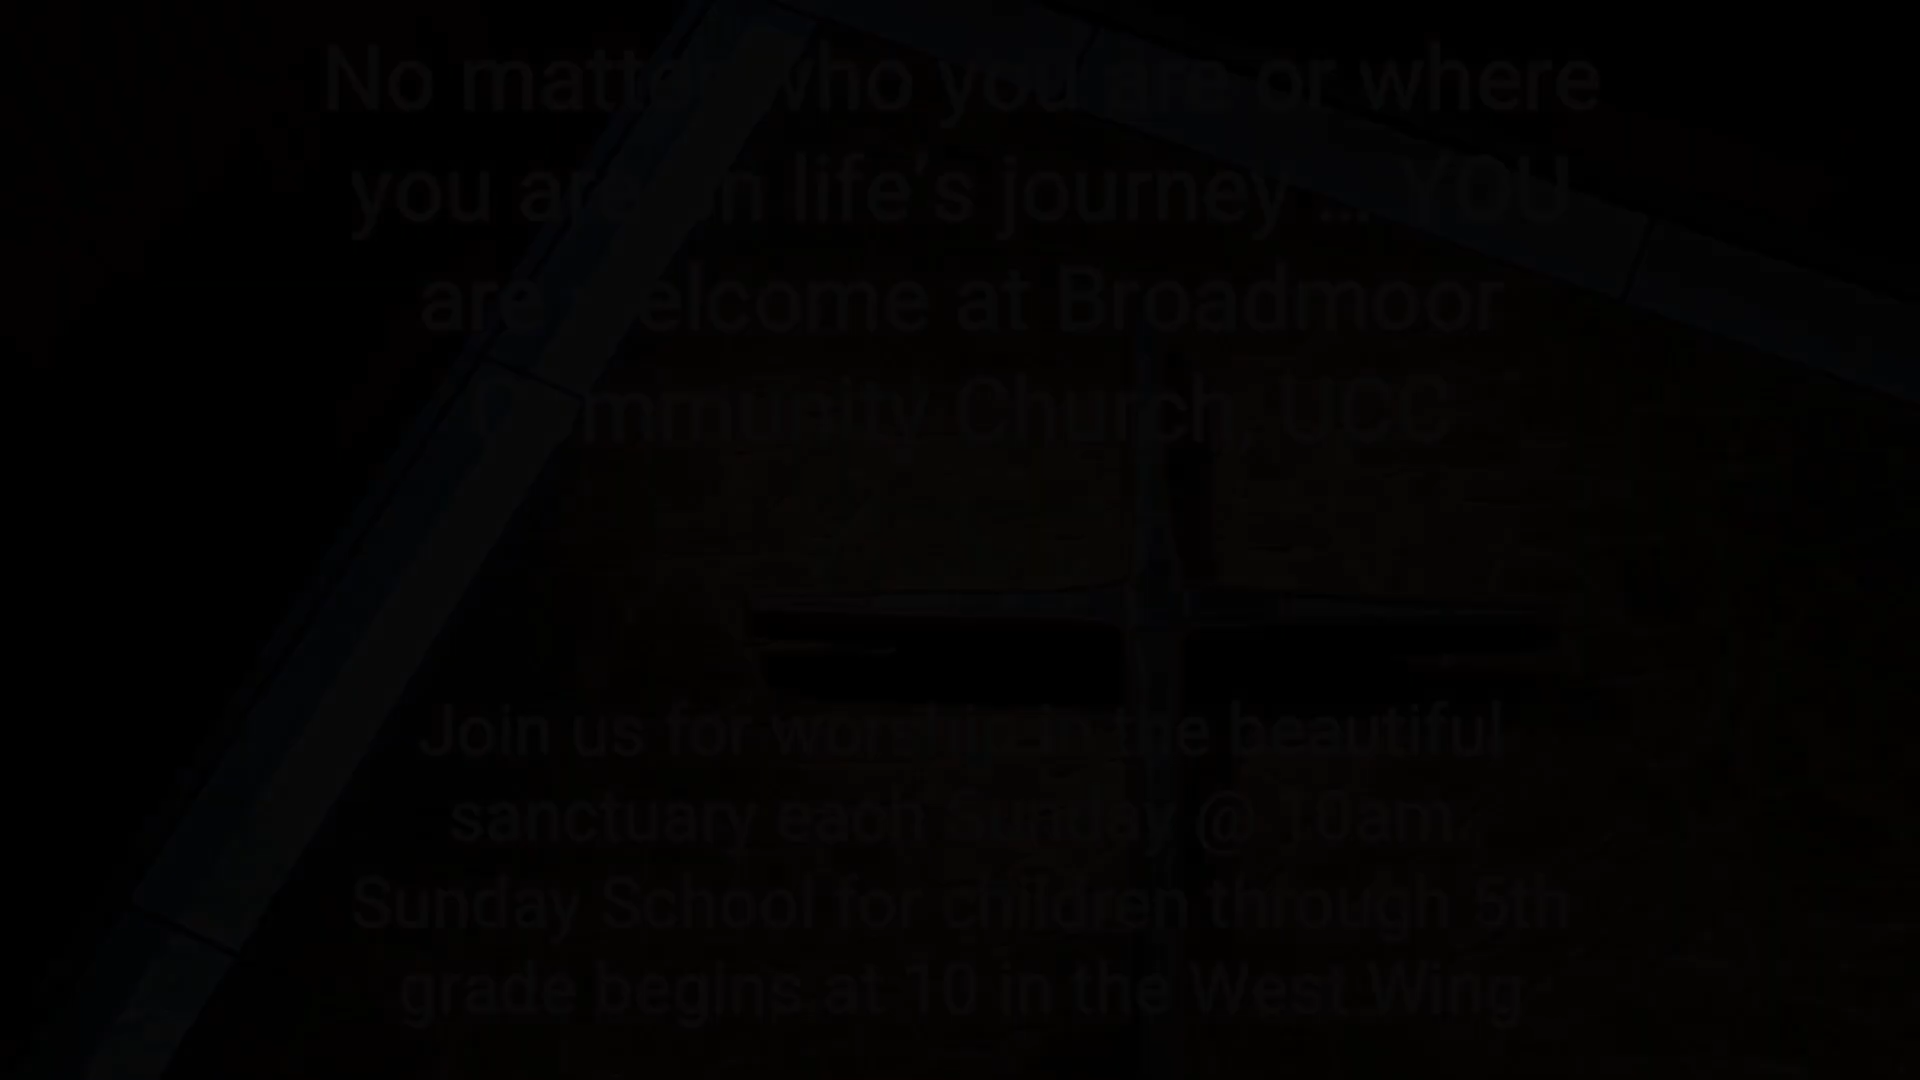 No matter who you are or where
you are on life's journey ... YOU
are welcome at Broadmoor
Community Church, UCC
Join us for worship in the beautiful
sanctuary each Sunday @ 10am.
Sunday School for children through 5th
grade begins at 10 in the West Wing